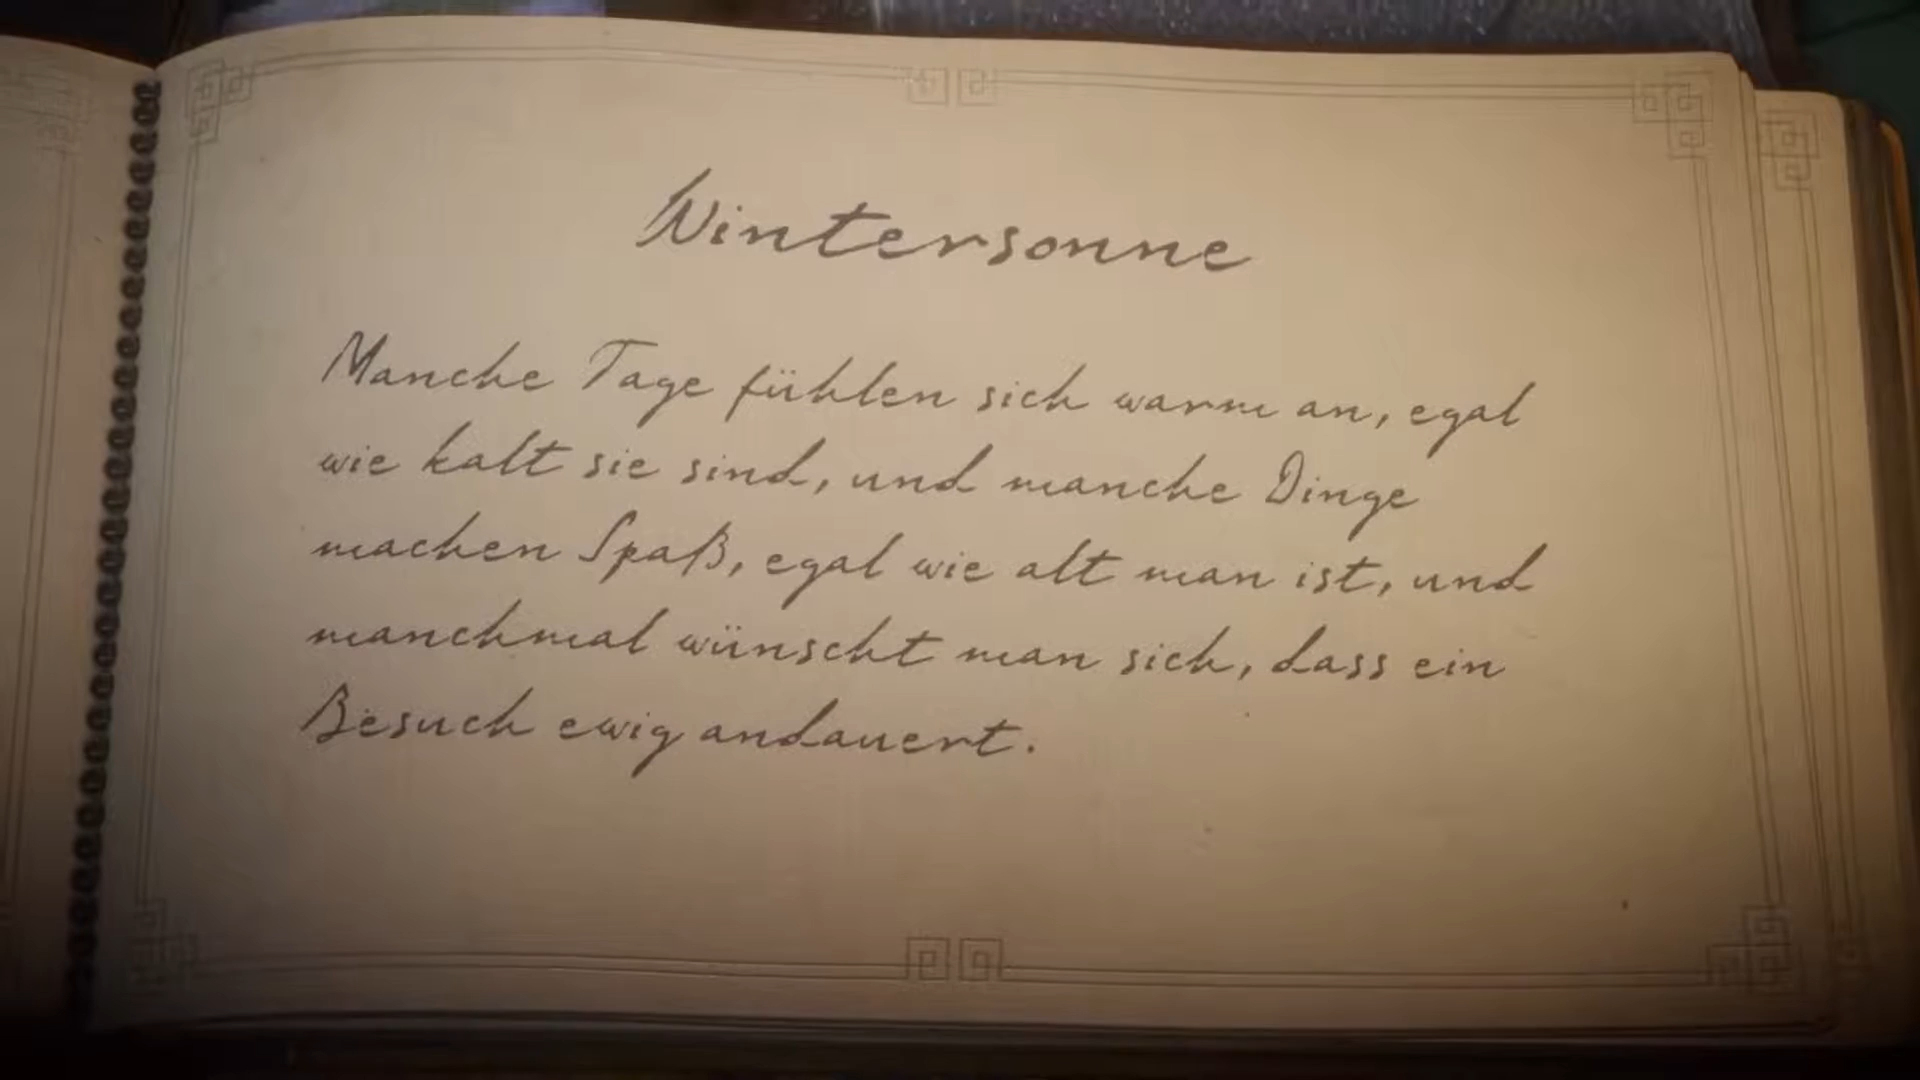 Wintersonne
Manche Tage fühlen sich warm an, egal
wie kalt sie sind, und manche Dinge
machen Spaß, egal wie alt man ist, und
manchmal wünscht man sich, dass ein
Besuch ewig andauert.